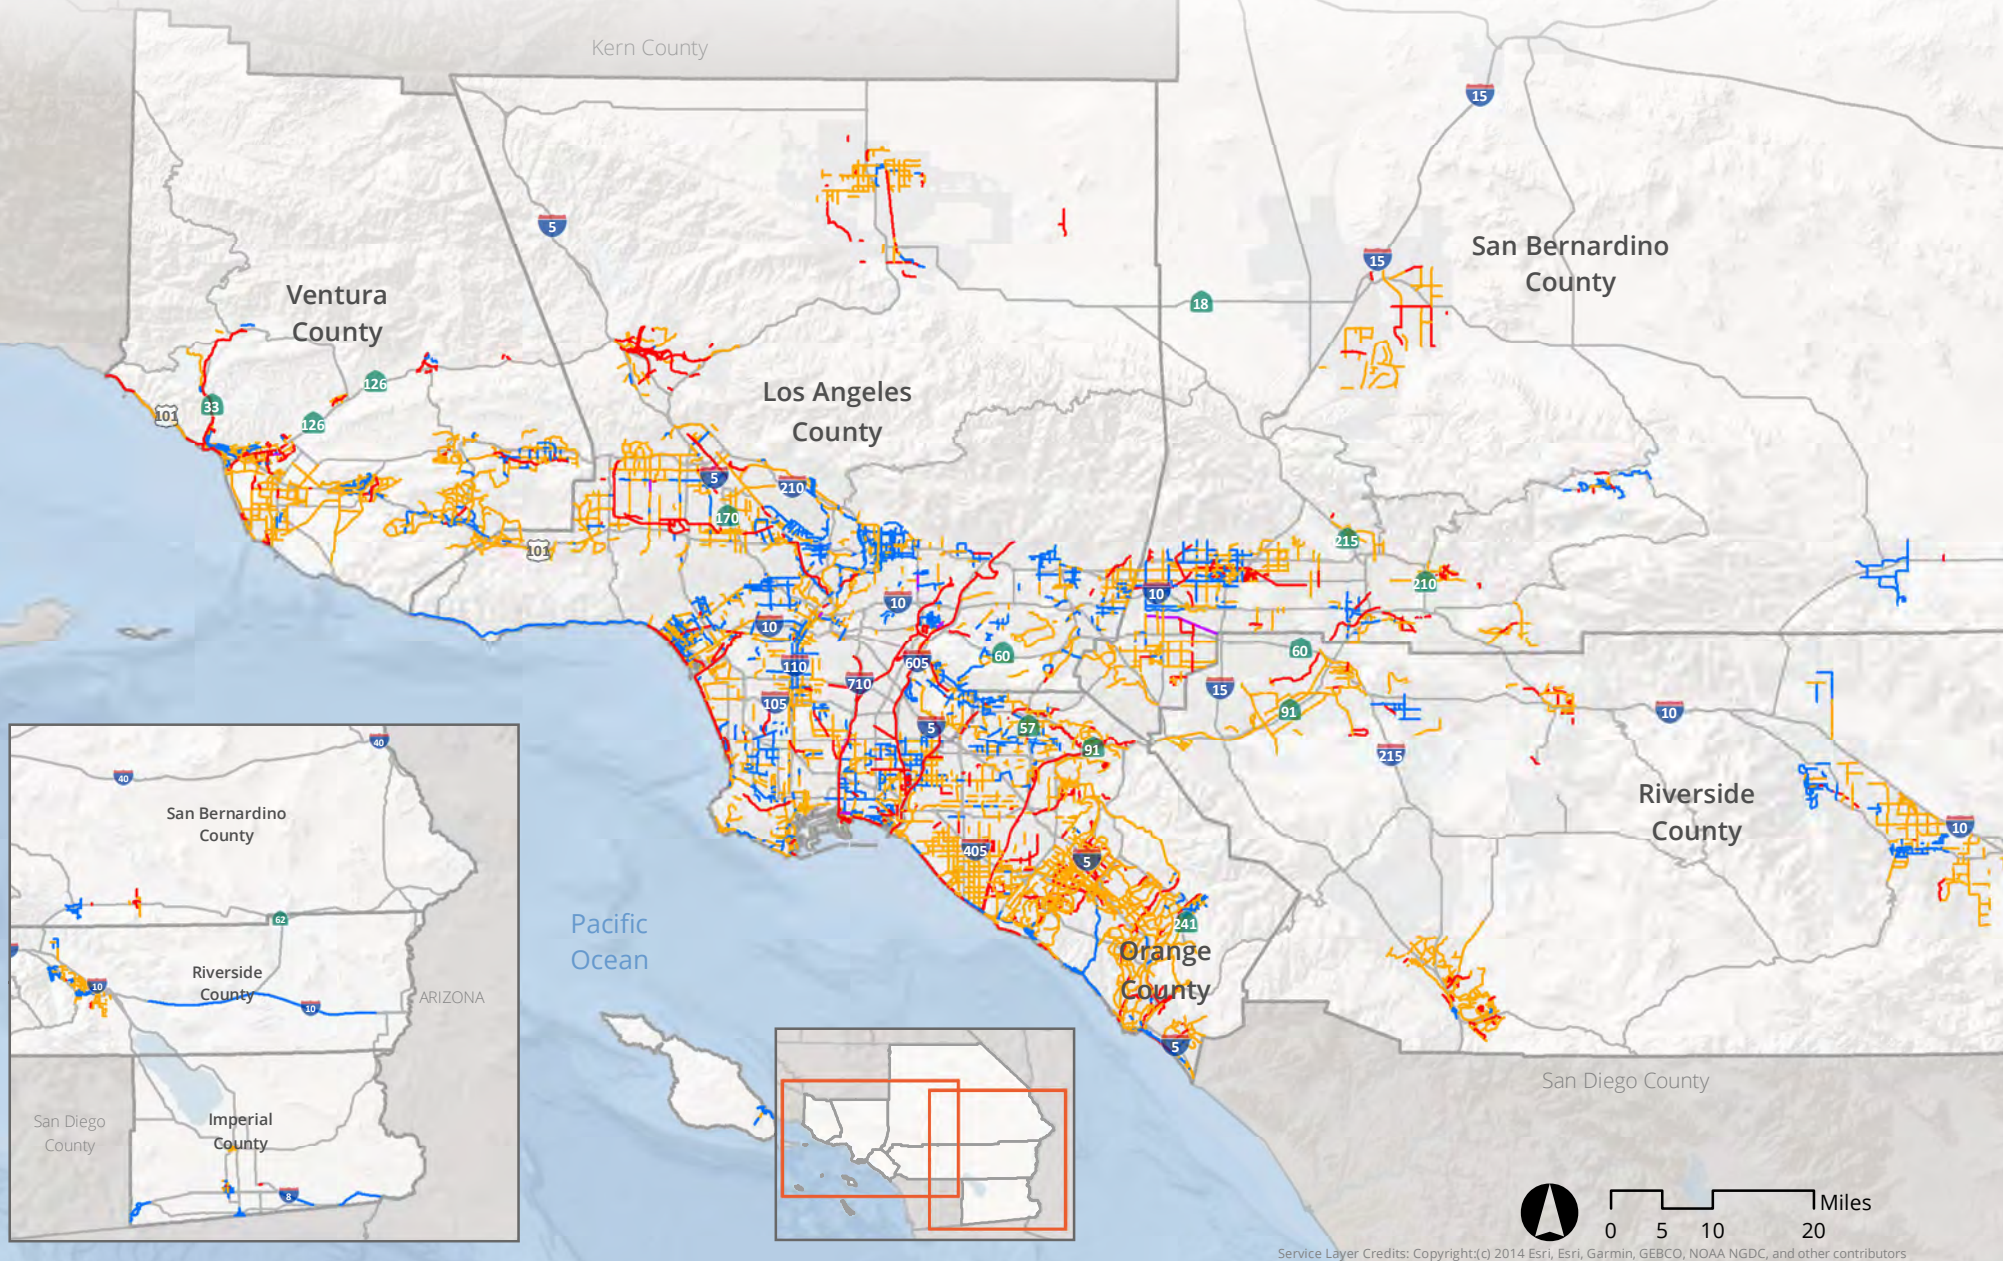 Kern County
15
5
15
San Bernardino
County
18
Ventura
County
126
33
101
126
Los Angeles
County
5
210
170
101
215
210
10
10
10
110
605
60
60
710
15
105
5
57
91
91
10
215
Riverside
County
10
405
5
241
Orange
County
5
Pacific
Ocean
San Diego County
40
40
San Bernardino
County
62
Riverside
County
10
10
ARIZONA
San Diego
County
Imperial
County
8
Miles
0 5 10 20
Service Layer Credits: Copyright:(c) 2014 Esri, Esri, Garmin, GEBCO, NOAA NGDC, and other contributors